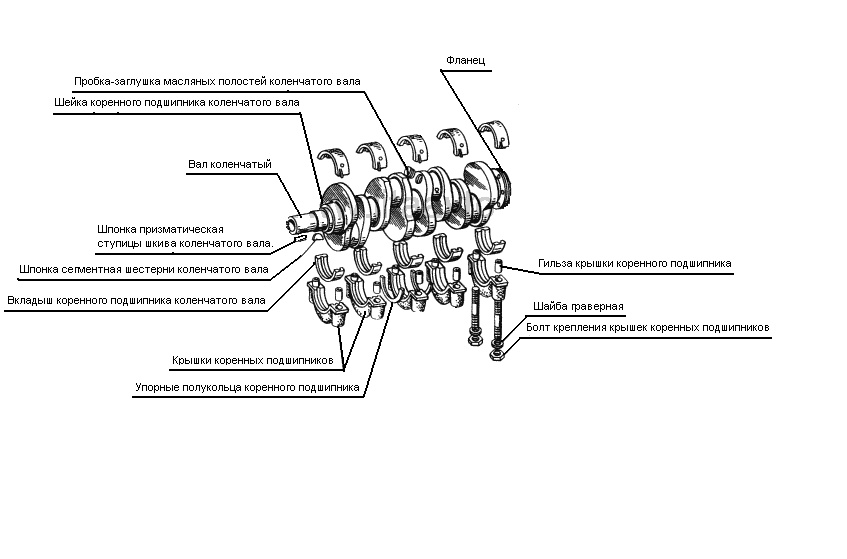 Фланец
Пробка-заглушка масляных полостей коленчатого вала
Шейка коренного подшипника коленчатого вала
Вал коленчатый
Шпонка призматическая
ступицы шкива коленчатого вала.
Шпонка сегментная шестерни коленчатого вала
Вкладыш коренного подшипника коленчатого вала
Крышки коренных подшипников
Упорные полукольца коренного подшипника
Гильза крышки коренного подшипника
Шайба граверная
Болт крепления крышек коренных подшипников